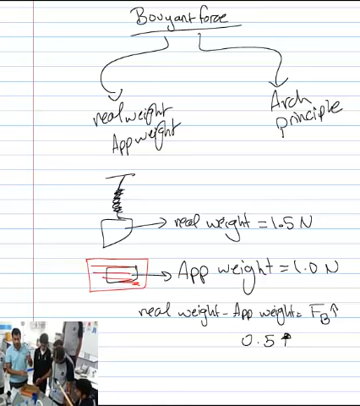 Bouyant force
real weight
App weight
Arch
principle
real weight = 1.5 N
App weight = 1.0 N
real weight - App weight = FB ↑
0.5 ↑